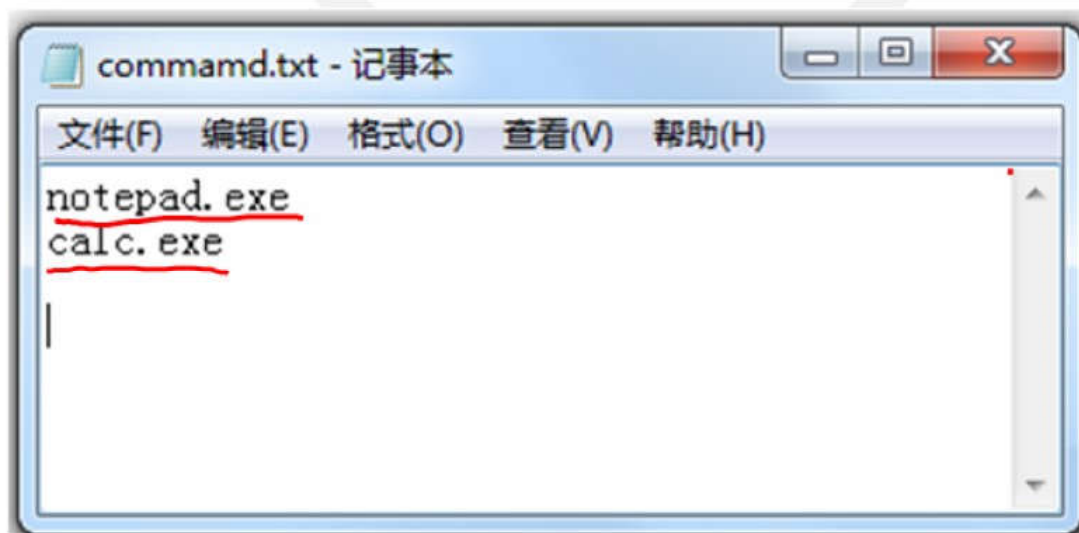 commamd.txt - 记事本
文件(F) 编辑(E) 格式(O) 查看(V) 帮助(H)
notepad.exe
calc.exe